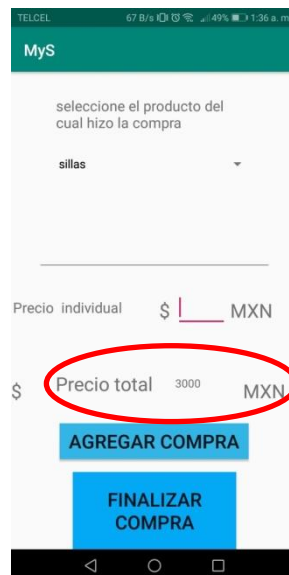 TELCEL 67 B/s 49% 1:36 a. m
MyS
seleccione el producto del
cual hizo la compra
sillas
Precio individual $ MXN
$ Precio total 3000 MXN
AGREGAR COMPRA
FINALIZAR
COMPRA